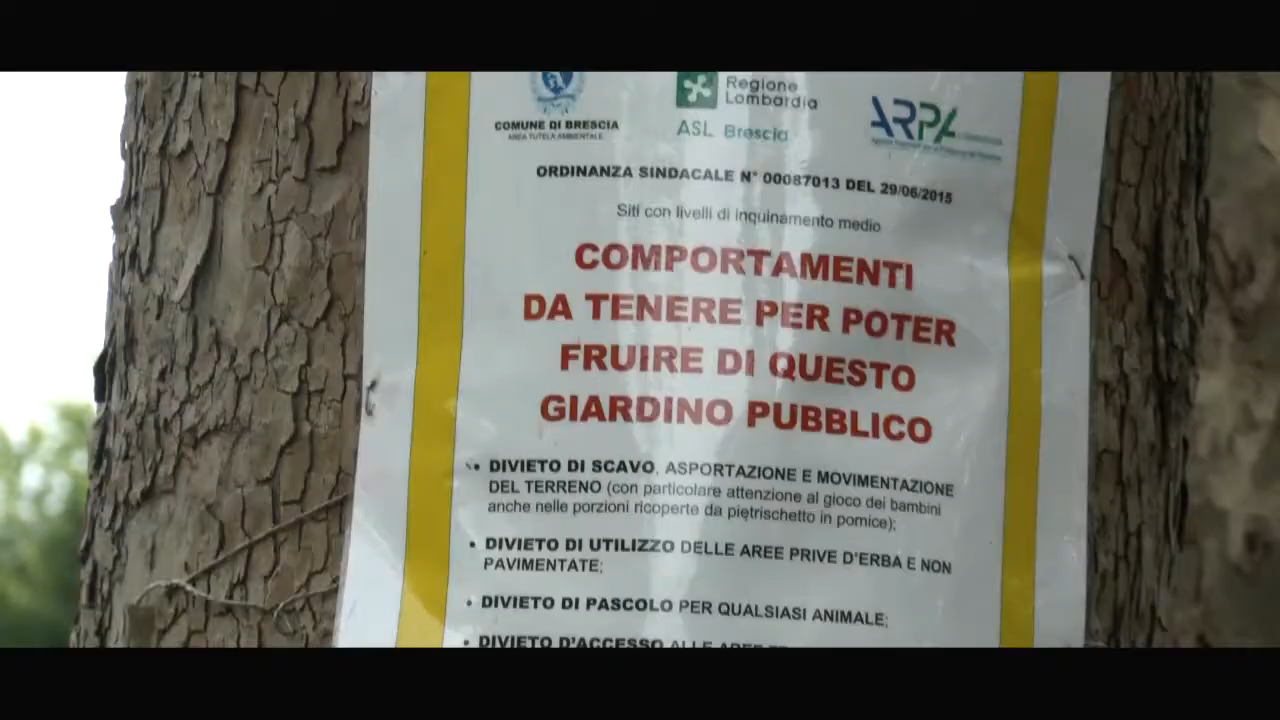 COMUNE DI BRESCIA
AREA TUTELA AMBIENTALE
Regione
Lombardia
ASL Brescia
ARPA
ORDINANZA SINDACALE N° 00087013 DEL 29/06/2015
Siti con livelli di inquinamento medio
COMPORTAMENTI
DA TENERE PER POTER
FRUIRE DI QUESTO
GIARDINO PUBBLICO
• DIVIETO DI SCAVO, ASPORTAZIONE E MOVIMENTAZIONE
DEL TERRENO (con particolare attenzione al gioco dei bambini
anche nelle porzioni ricoperte da pietrischetto in pomice);
• DIVIETO DI UTILIZZO DELLE AREE PRIVE D'ERBA E NON
PAVIMENTATE;
• DIVIETO DI PASCOLO PER QUALSIASI ANIMALE;
• DIVIETO D'ACCESSO ALLE AREE